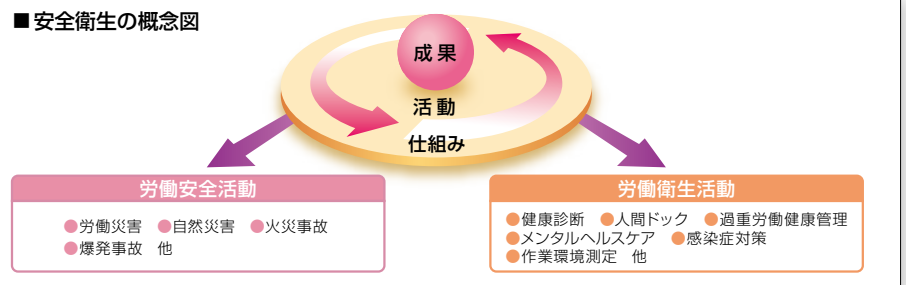 ■安全衛生の概念図
成果
活動
仕組み
労働安全活動
●労働災害 ●自然災害 ●火災事故
●爆発事故 他
労働衛生活動
●健康診断 ●人間ドック ●過重労働健康管理
●メンタルヘルスケア ●感染症対策
●作業環境測定 他